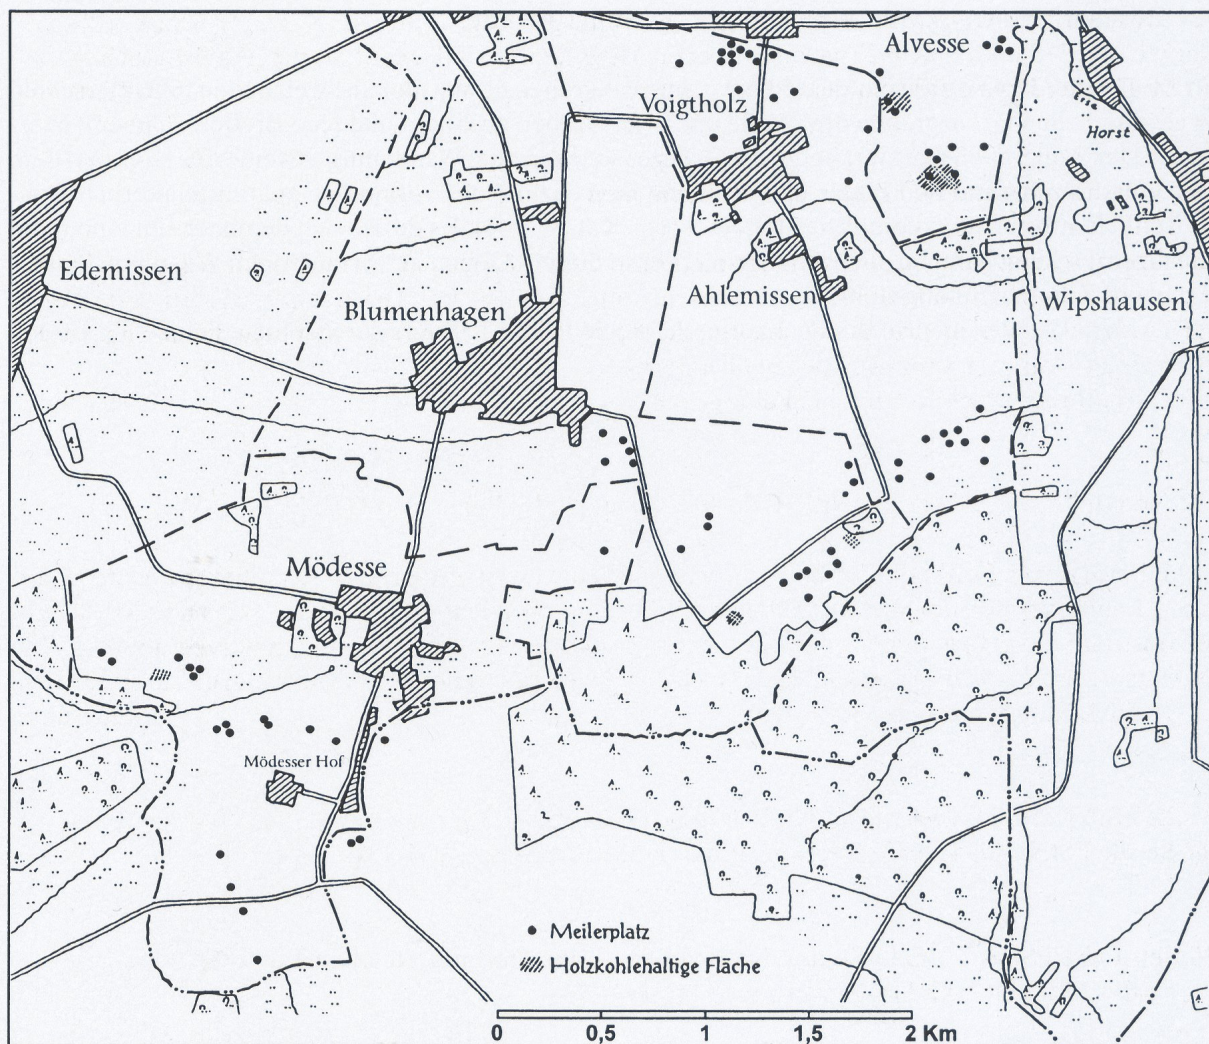 Alvesse
Voigtholz
Horst
Edemissen
Blumenhagen
Ahlemissen
Wipshausen
Mödesse
Mödesser Hof
Meilerplatz
Holzkohlehaltige Fläche
0 0,5 1 1,5 2 Km